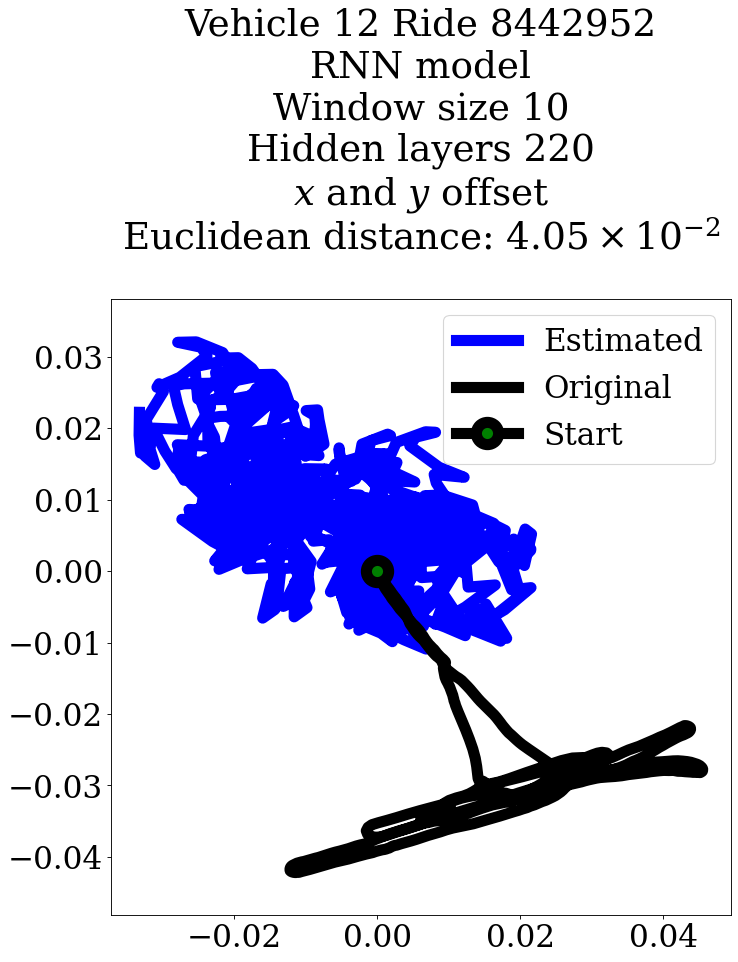 Vehicle 12 Ride 8442952
RNN model
Window size 10
Hidden layers 220
x and y offset
Euclidean distance: 4.05 × 10⁻²
Estimated
Original
Start
0.03
0.02
0.01
0.00
−0.01
−0.02
−0.03
−0.04
−0.02 0.00 0.02 0.04